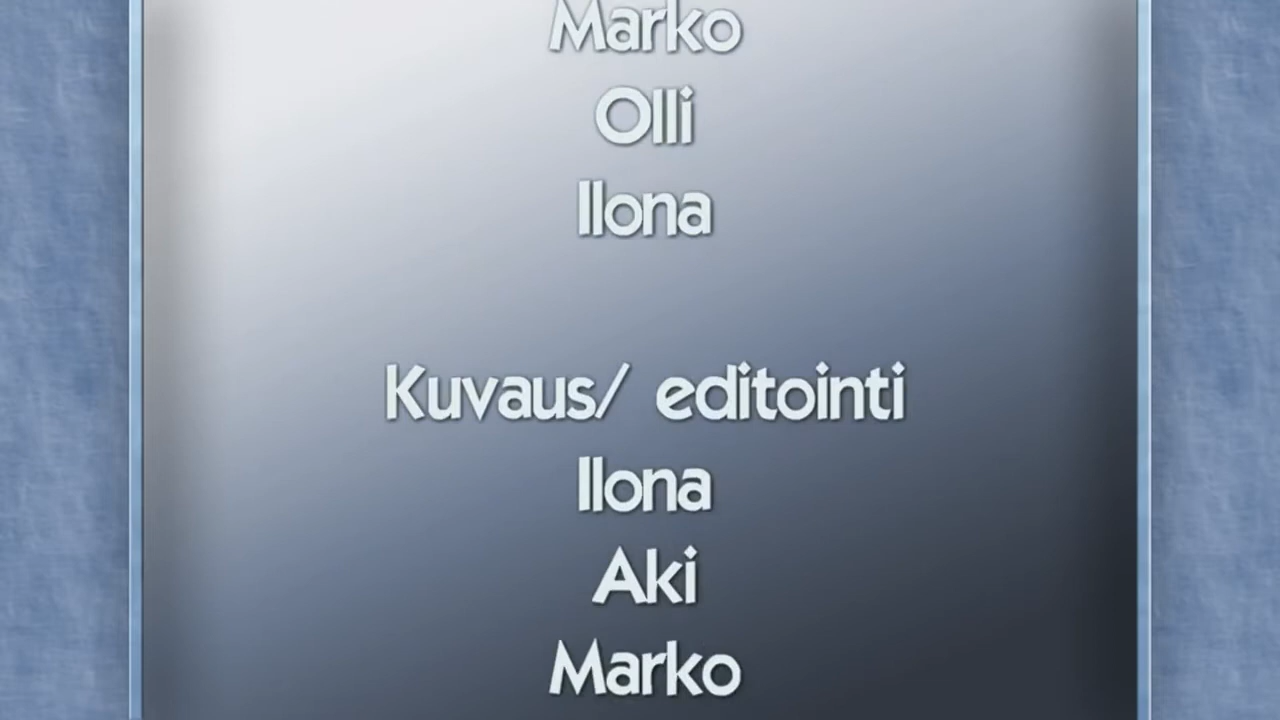 Marko
Olli
Ilona
Kuvaus/ editointi
Ilona
Aki
Marko